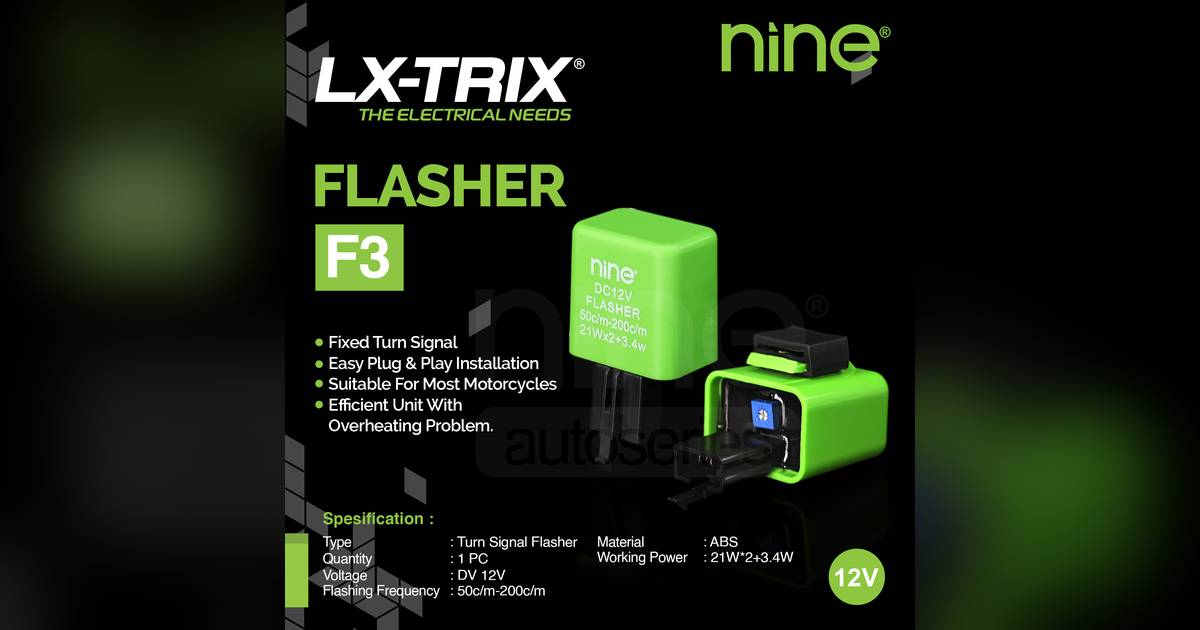 nine®
LX-TRIX®
THE ELECTRICAL NEEDS
FLASHER
F3
Fixed Turn Signal
Easy Plug & Play Installation
Suitable For Most Motorcycles
Efficient Unit With
Overheating Problem.
nine®
DC12V
FLASHER
50c/m-200c/m
21Wx2+3.4w
nine®
autoseries
Spesification :
Type : Turn Signal Flasher
Quantity : 1 PC
Voltage : DV 12V
Flashing Frequency : 50c/m-200c/m
Material : ABS
Working Power : 21W*2+3.4W
12V